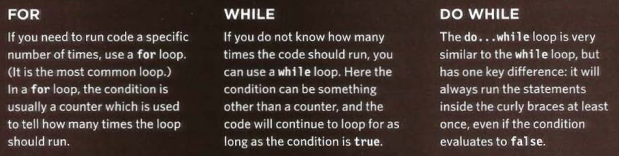 FOR
If you need to run code a specific
number of times, use a for loop.
(It is the most common loop.)
In a for loop, the condition is
usually a counter which is used
to tell how many times the loop
should run.
WHILE
If you do not know how many
times the code should run, you
can use a while loop. Here the
condition can be something
other than a counter, and the
code will continue to loop for as
long as the condition is true.
DO WHILE
The do...while loop is very
similar to the while loop, but
has one key difference: it will
always run the statements
inside the curly braces at least
once, even if the condition
evaluates to false.